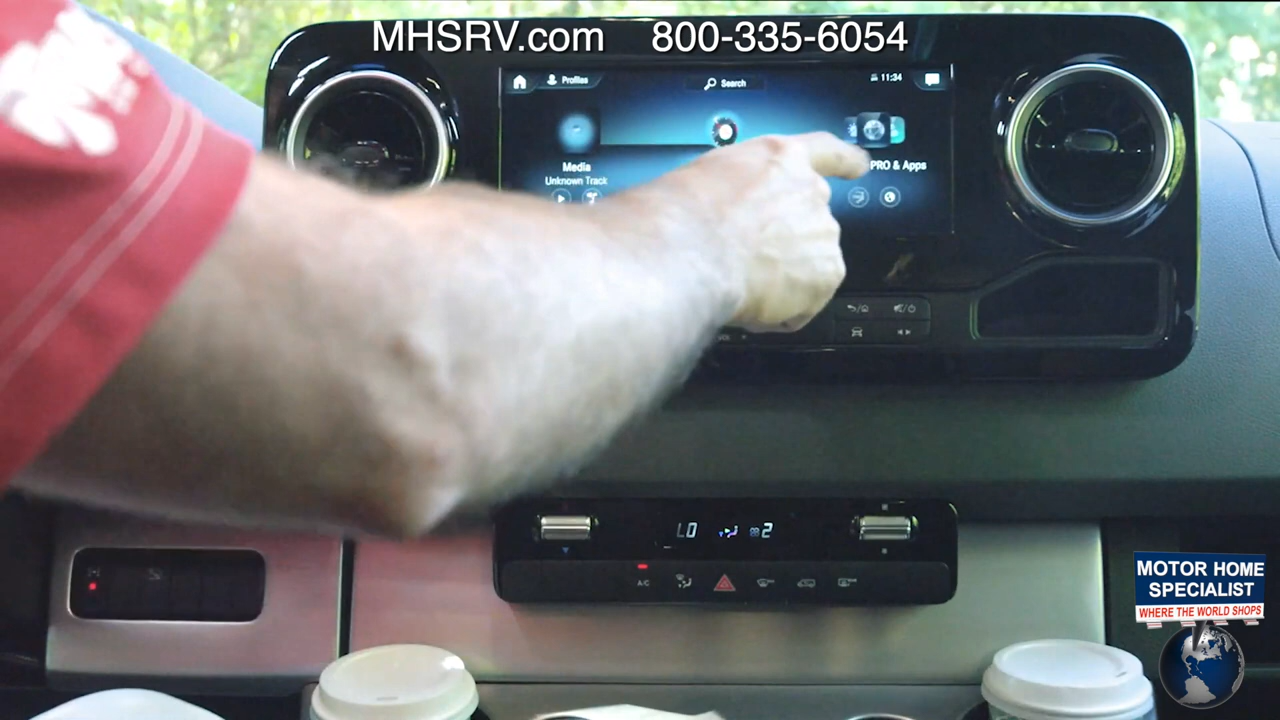 MHSRV.com 800-335-6054
Profiles
Search
11:34
Media
Unknown Track
PRO & Apps
LO
2
A/C
MOTOR HOME
SPECIALIST
WHERE THE WORLD SHOPS